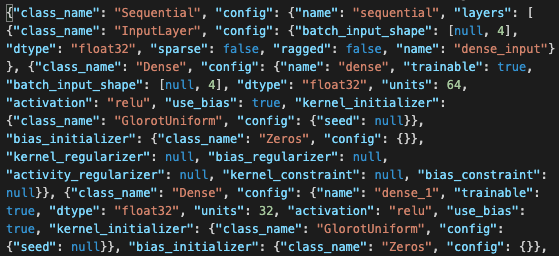 {"class_name": "Sequential", "config": {"name": "sequential", "layers": [
{"class_name": "InputLayer", "config": {"batch_input_shape": [null, 4],
"dtype": "float32", "sparse": false, "ragged": false, "name": "dense_input"}
}, {"class_name": "Dense", "config": {"name": "dense", "trainable": true,
"batch_input_shape": [null, 4], "dtype": "float32", "units": 64,
"activation": "relu", "use_bias": true, "kernel_initializer":
{"class_name": "GlorotUniform", "config": {"seed": null}},
"bias_initializer": {"class_name": "Zeros", "config": {}},
"kernel_regularizer": null, "bias_regularizer": null,
"activity_regularizer": null, "kernel_constraint": null, "bias_constraint":
null}}, {"class_name": "Dense", "config": {"name": "dense_1", "trainable":
true, "dtype": "float32", "units": 32, "activation": "relu", "use_bias":
true, "kernel_initializer": {"class_name": "GlorotUniform", "config":
{"seed": null}}, "bias_initializer": {"class_name": "Zeros", "config": {}},